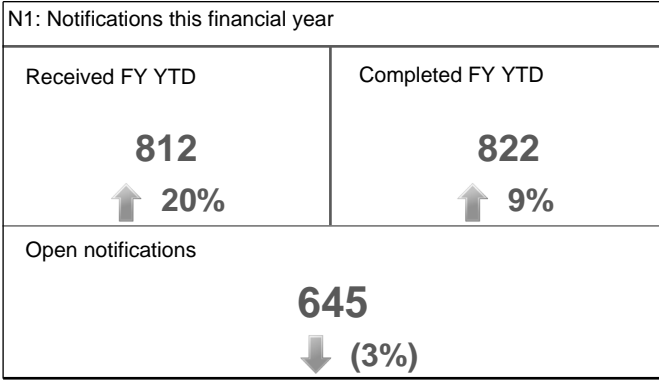 N1: Notifications this financial year
Received FY YTD
812
20%
Completed FY YTD
822
9%
Open notifications
645
(3%)